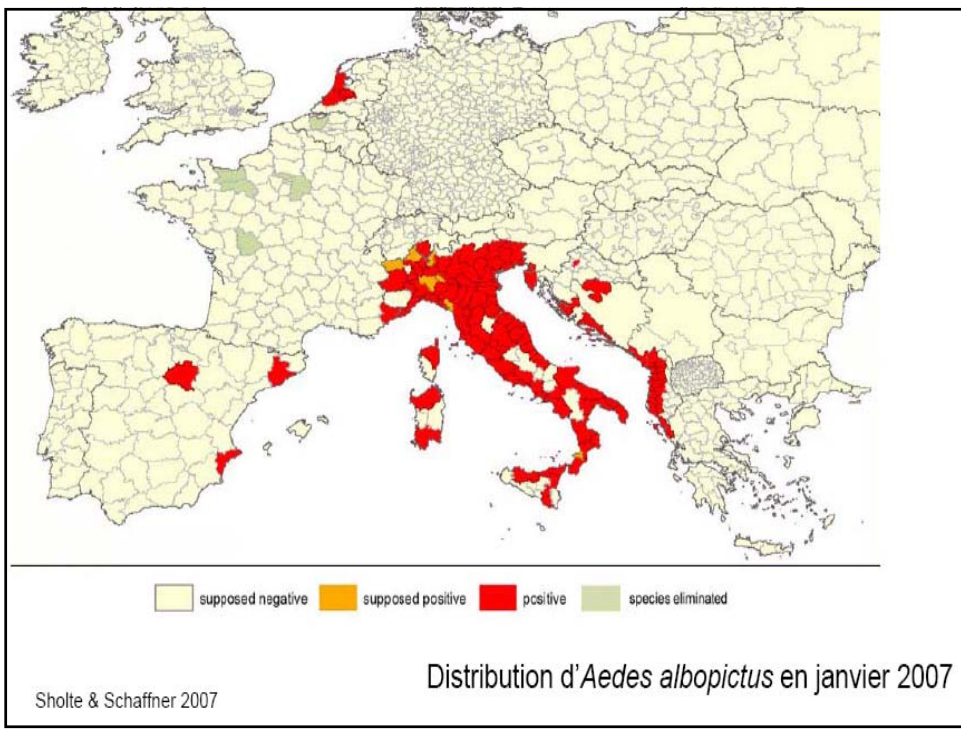 supposed negative supposed positive positive species eliminated
Distribution d'Aedes albopictus en janvier 2007
Sholte & Schaffner 2007